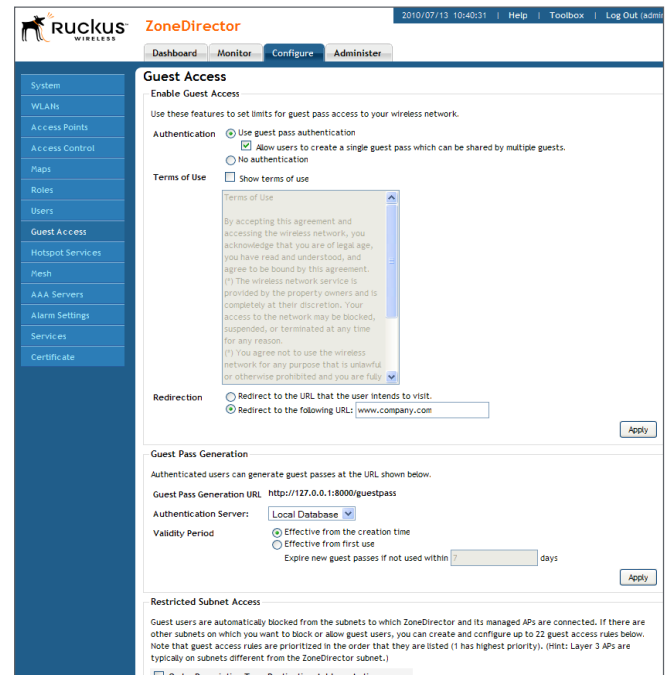 2010/07/13 10:40:31 | Help | Toolbox | Log Out (admin
Ruckus WIRELESS
ZoneDirector
Dashboard Monitor Configure Administer
System
WLANs
Access Points
Access Control
Maps
Roles
Users
Guest Access
Hotspot Services
Mesh
AAA Servers
Alarm Settings
Services
Certificate
Guest Access
Enable Guest Access
Use these features to set limits for guest pass access to your wireless network.
Authentication Use guest pass authentication
Allow users to create a single guest pass which can be shared by multiple guests.
No authentication
Terms of Use Show terms of use
Terms of Use
By accepting this agreement and
accessing the wireless network, you
acknowledge that you are of legal age,
you have read and understood, and
agree to be bound by this agreement.
(*) The wireless network service is
provided by the property owners and is
completely at their discretion. Your
access to the network may be blocked,
suspended, or terminated at any time
for any reason.
(*) You agree not to use the wireless
network for any purpose that is unlawful
or otherwise prohibited and you are fully
Redirection Redirect to the URL that the user intends to visit.
Redirect to the following URL: www.company.com
Apply
Guest Pass Generation
Authenticated users can generate guest passes at the URL shown below.
Guest Pass Generation URL http://127.0.0.1:8000/guestpass
Authentication Server: Local Database
Validity Period Effective from the creation time
Effective from first use
Expire new guest passes if not used within 7 days
Apply
Restricted Subnet Access
Guest users are automatically blocked from the subnets to which ZoneDirector and its managed APs are connected. If there are
other subnets on which you want to block or allow guest users, you can create and configure up to 22 guest access rules below.
Note that guest access rules are prioritized in the order that they are listed (1 has highest priority). (Hint: Layer 3 APs are
typically on subnets different from the ZoneDirector subnet.)